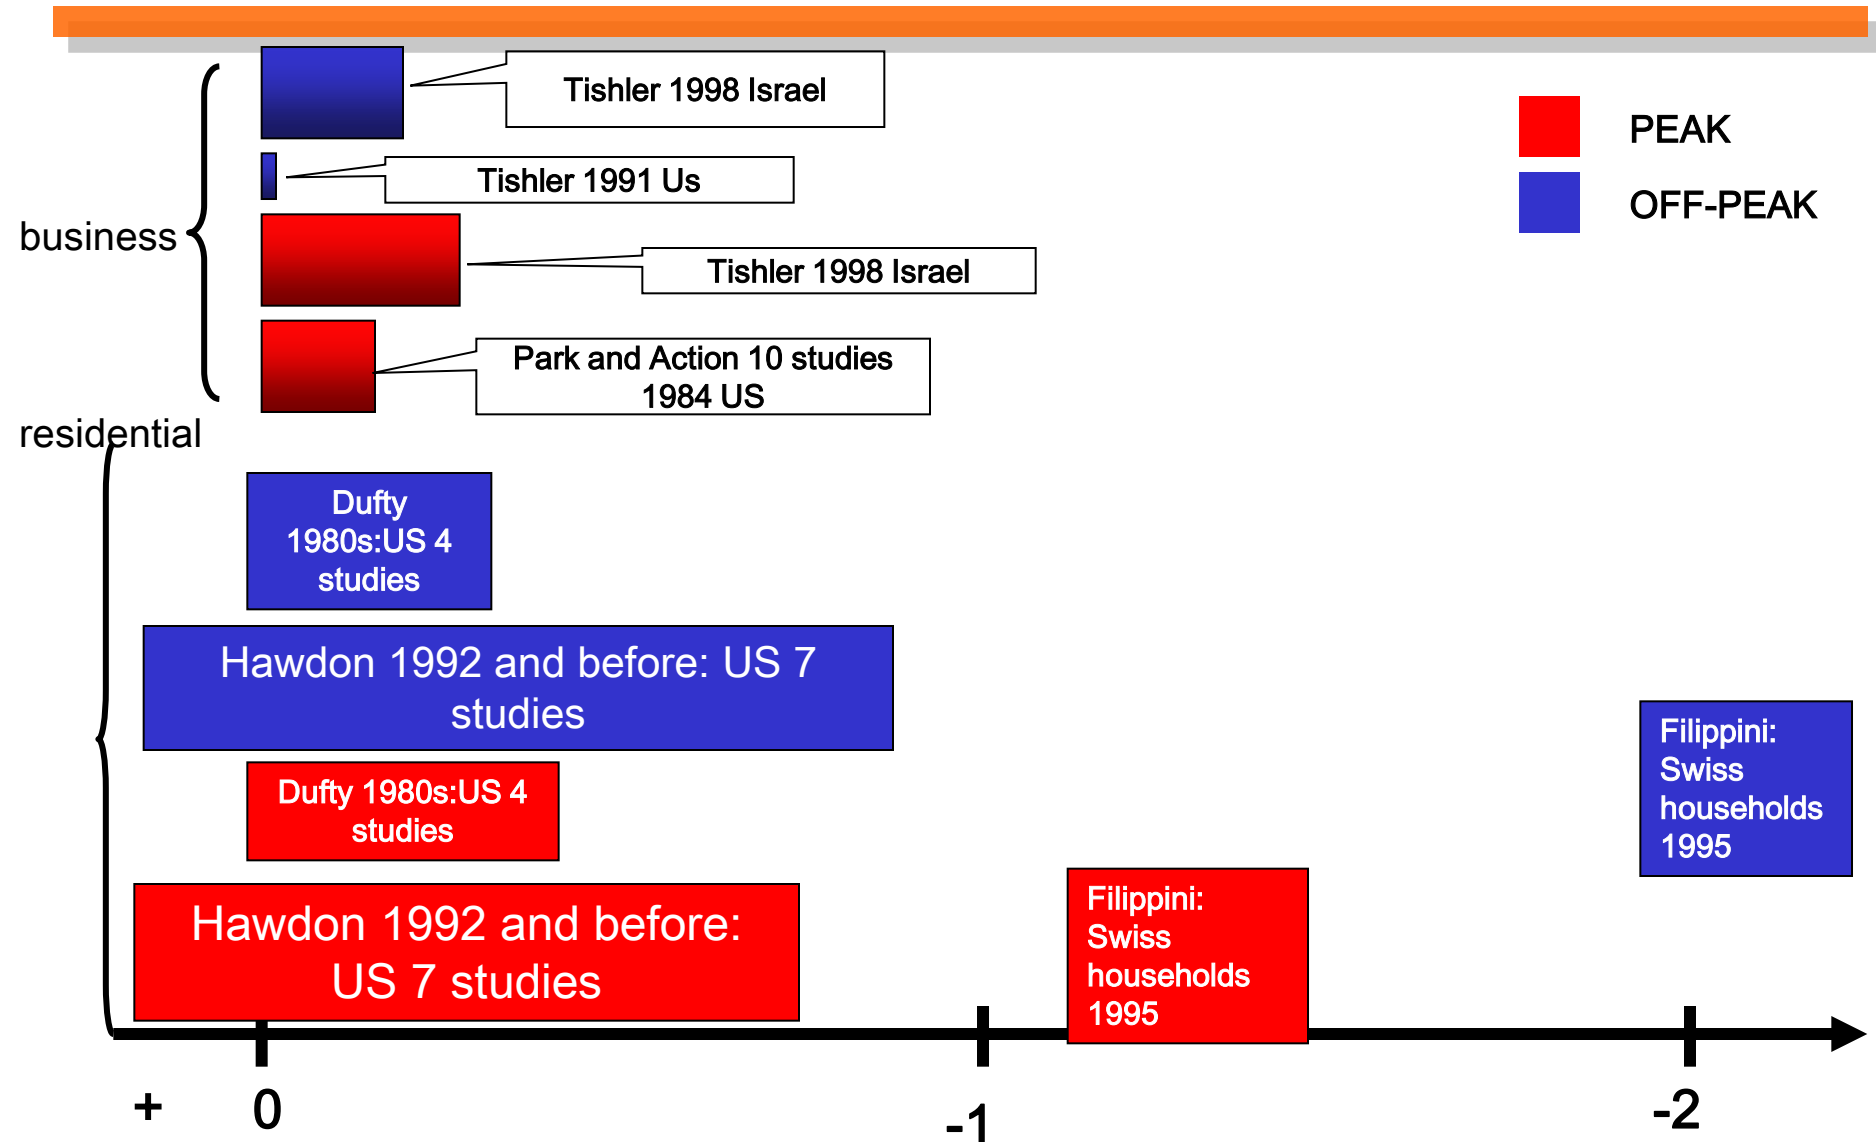 Tishler 1998 Israel
PEAK
Tishler 1991 Us
OFF-PEAK
business
Tishler 1998 Israel
Park and Action 10 studies
1984 US
residential
Dufty
1980s:US 4
studies
Hawdon 1992 and before: US 7
studies
Filippini:
Swiss
households
1995
Dufty 1980s:US 4
studies
Hawdon 1992 and before:
US 7 studies
Filippini:
Swiss
households
1995
+
0
-1
-2